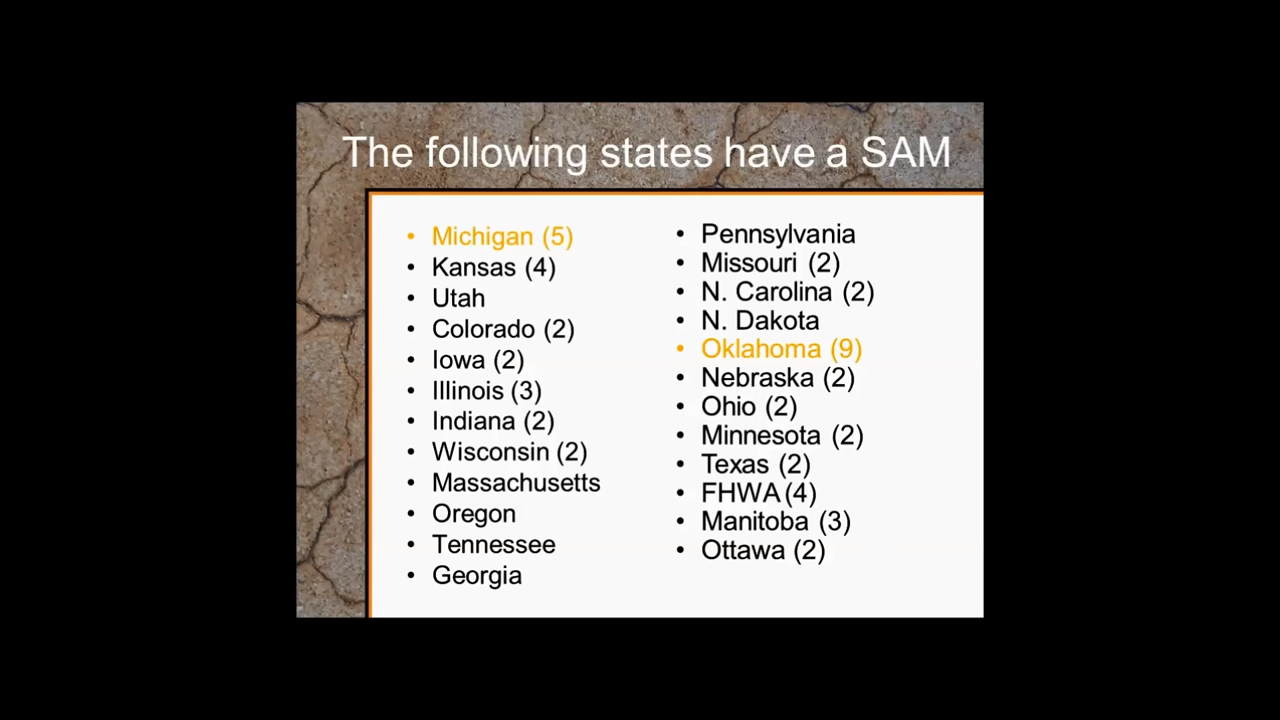 The following states have a SAM
• Michigan (5)
• Kansas (4)
• Utah
• Colorado (2)
• Iowa (2)
• Illinois (3)
• Indiana (2)
• Wisconsin (2)
• Massachusetts
• Oregon
• Tennessee
• Georgia
• Pennsylvania
• Missouri (2)
• N. Carolina (2)
• N. Dakota
• Oklahoma (9)
• Nebraska (2)
• Ohio (2)
• Minnesota (2)
• Texas (2)
• FHWA (4)
• Manitoba (3)
• Ottawa (2)